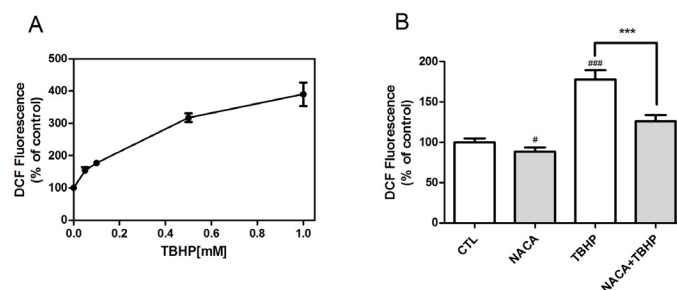 A
DCF Fluorescence
(% of control)
500
400
300
200
100
0
0.0 0.2 0.4 0.6 0.8 1.0
TBHP[mM]
B
DCF Fluorescence
(% of control)
200
150
100
50
0
***
###
#
CTL
NACA
TBHP
NACA+TBHP